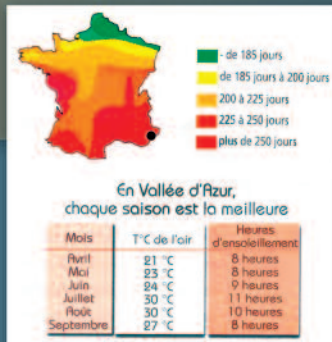 - de 185 jours
de 185 jours à 200 jours
200 à 225 jours
225 à 250 jours
plus de 250 jours
En Vallée d'Azur,
chaque saison est la meilleure
Mois T°C de l'air Heures d'ensoleillement
Avril 21 °C 8 heures
Mai 23 °C 8 heures
Juin 24 °C 9 heures
Juillet 30 °C 11 heures
Août 30 °C 10 heures
Septembre 27 °C 8 heures